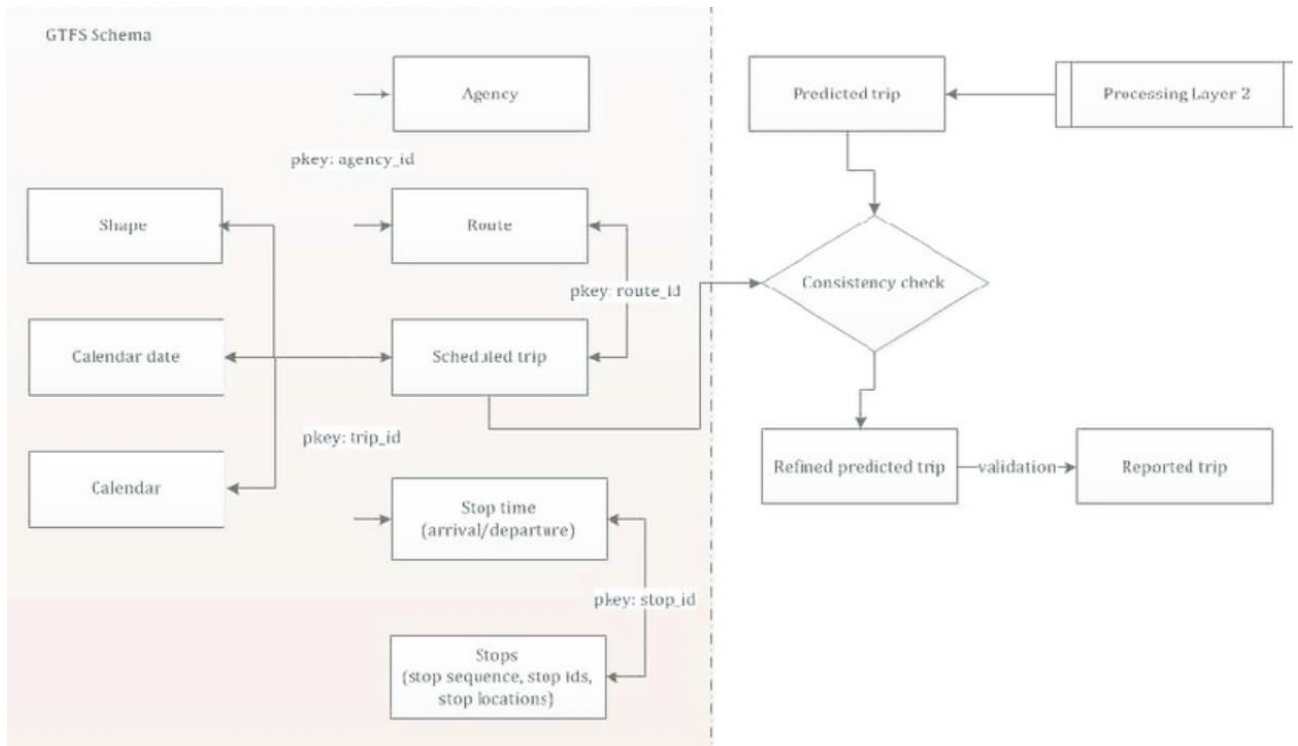 GTFS Schema
Agency
pkey: agency_id
Shape
Route
pkey: route_id
Calendar date
Scheduled trip
pkey: trip_id
Calendar
Stop time
(arrival/departure)
pkey: stop_id
Stops
(stop sequence, stop ids,
stop locations)
Predicted trip
Processing Layer 2
Consistency check
Refined predicted trip
validation
Reported trip